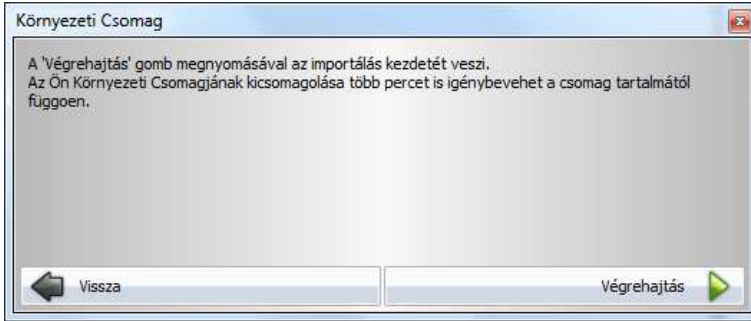 Környezeti Csomag
A 'Végrehajtás' gomb megnyomásával az importálás kezdetét veszi.
Az Ön Környezeti Csomagjának kicsomagolása több percet is igénybevehet a csomag tartalmától
függoen.
Vissza
Végrehajtás